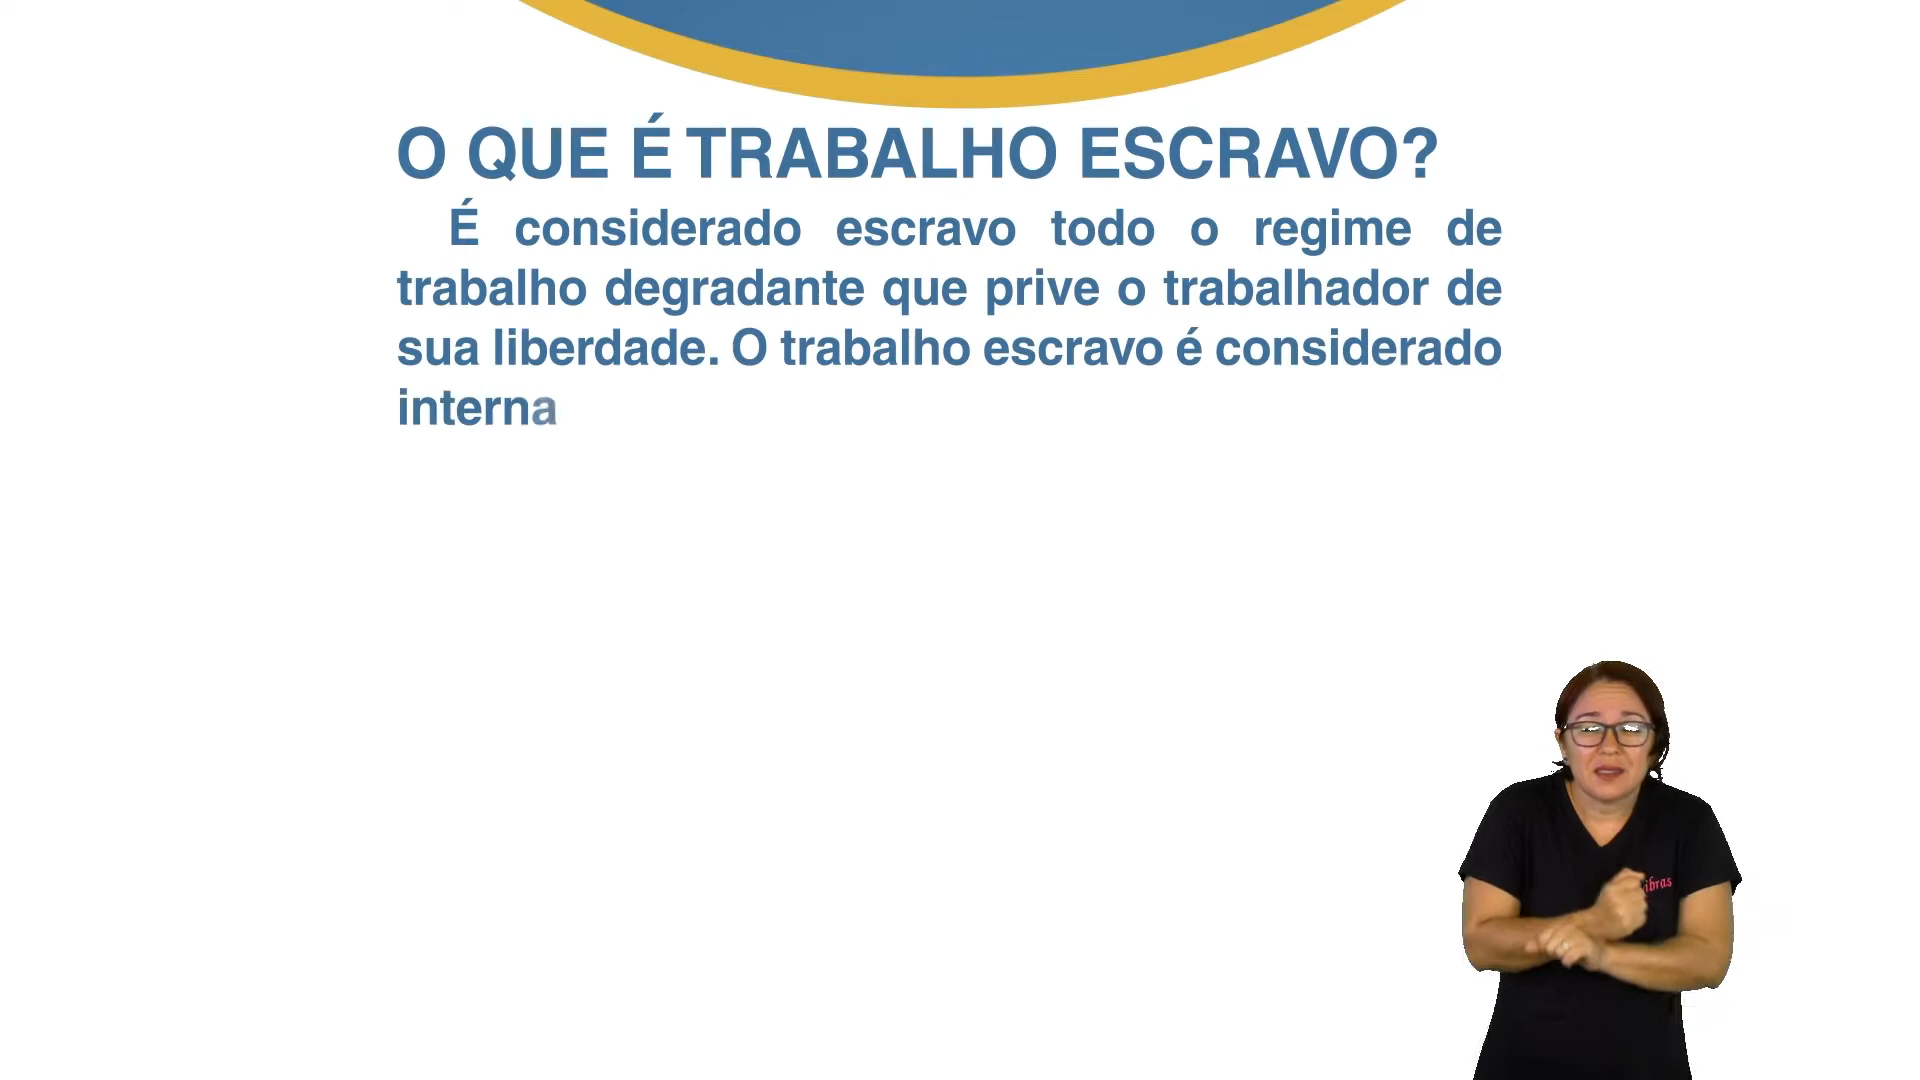 O QUE É TRABALHO ESCRAVO?
É considerado escravo todo o regime de
trabalho degradante que prive o trabalhador de
sua liberdade. O trabalho escravo é considerado
interna
ibras